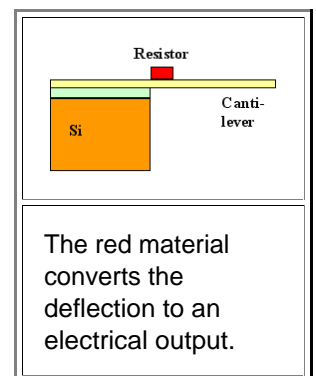 Resistor
Canti-
lever
Si
The red material
converts the
deflection to an
electrical output.